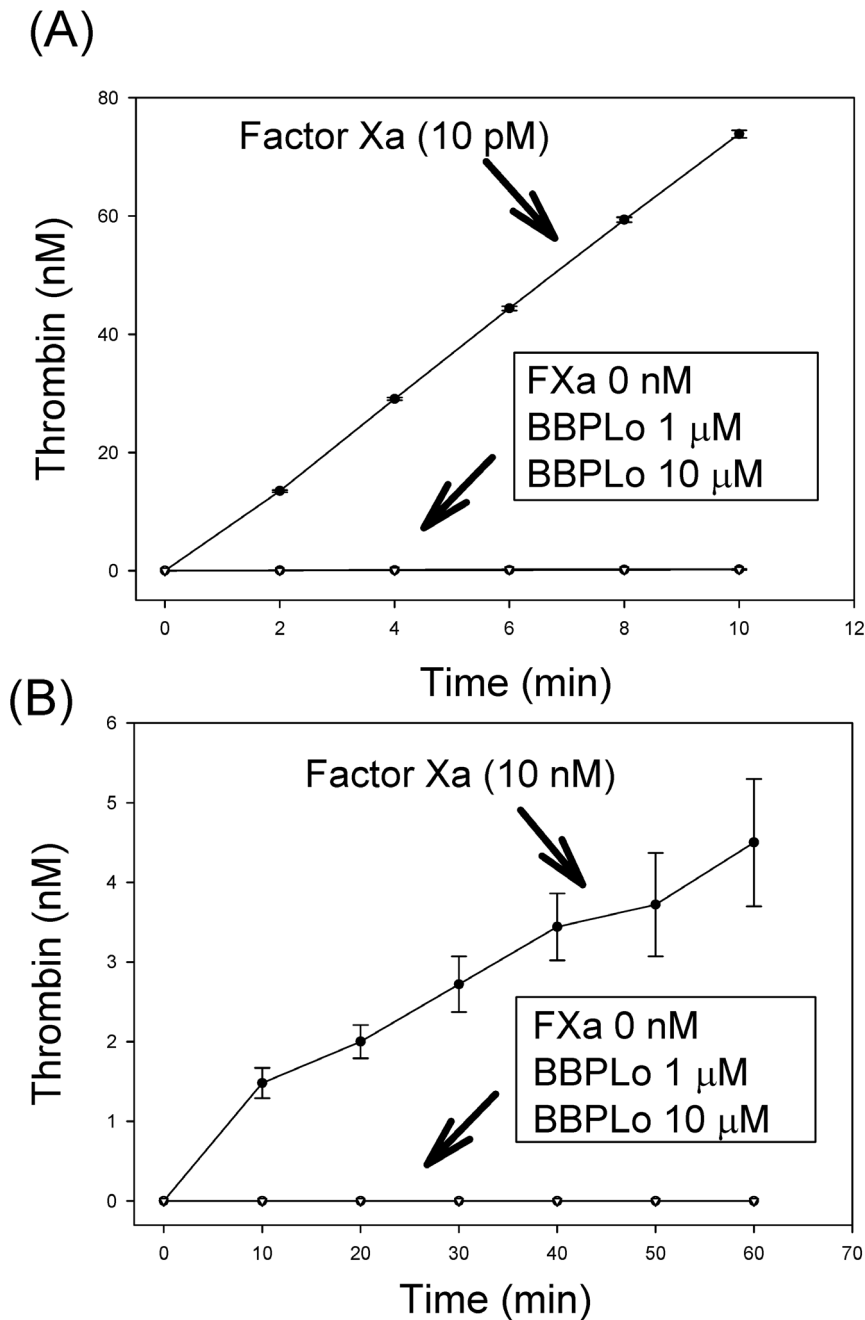 (A)
80
60
40
20
0
Thrombin (nM)
Factor Xa (10 pM)
FXa 0 nM
BBPLo 1 μM
BBPLo 10 μM
0 2 4 6 8 10 12
Time (min)
(B)
6
5
4
3
2
1
0
Thrombin (nM)
Factor Xa (10 nM)
FXa 0 nM
BBPLo 1 μM
BBPLo 10 μM
0 10 20 30 40 50 60 70
Time (min)